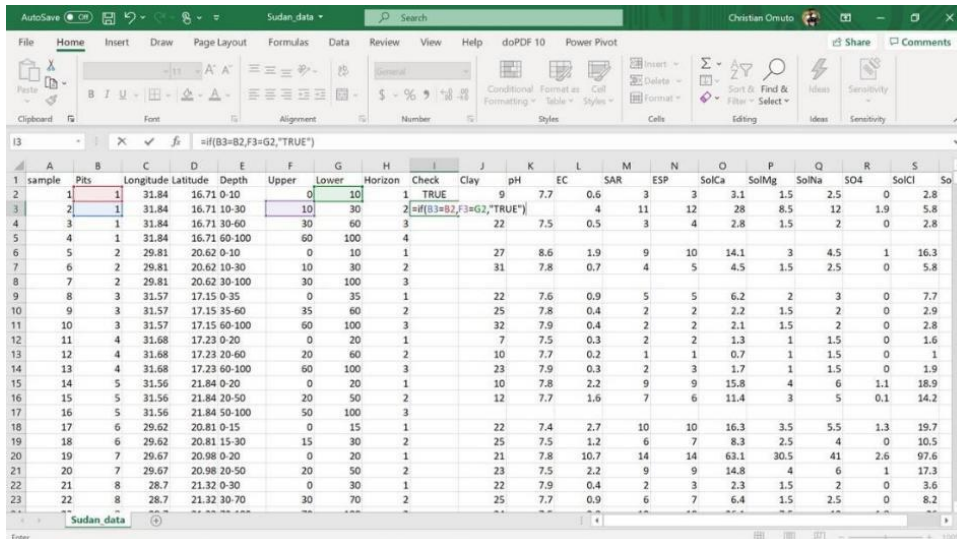 AutoSave Off Sudan_data Search Christian Omuto
File Home Insert Draw Page Layout Formulas Data Review View Help doPDF 10 Power Pivot Share Comments
Paste 11 A A General Insert Σ
B I U A $ % 9 Conditional Format as Cell Delete Sort & Find & Ideas Sensitivity
Formatting Table Styles Format Filter Select
Clipboard Font Alignment Number Styles Cells Editing Ideas Sensitivity
I3 fx =if(B3=B2,F3=G2,"TRUE")
A B C D E F G H I J K L M N O P Q R S
1 sample Pits Longitude Latitude Depth Upper Lower Horizon Check Clay pH EC SAR ESP SolCa SolMg SolNa SO4 SolCl So
2 1 1 31.84 16.71 0-10 0 10 1 TRUE 9 7.7 0.6 3 3 3.1 1.5 2.5 0 2.8
3 2 1 31.84 16.71 10-30 10 30 2 =if(B3=B2,F3=G2,"TRUE") 4 11 12 28 8.5 12 1.9 5.8
4 3 1 31.84 16.71 30-60 30 60 3 22 7.5 0.5 3 4 2.8 1.5 2 0 2.8
5 4 1 31.84 16.71 60-100 60 100 4
6 5 2 29.81 20.62 0-10 0 10 1 27 8.6 1.9 9 10 14.1 3 4.5 1 16.3
7 6 2 29.81 20.62 10-30 10 30 2 31 7.8 0.7 4 5 4.5 1.5 2.5 0 5.8
8 7 2 29.81 20.62 30-100 30 100 3
9 8 3 31.57 17.15 0-35 0 35 1 22 7.6 0.9 5 5 6.2 2 3 0 7.7
10 9 3 31.57 17.15 35-60 35 60 2 25 7.8 0.4 2 2 2.2 1.5 2 0 2.9
11 10 3 31.57 17.15 60-100 60 100 3 32 7.9 0.4 2 2 2.1 1.5 2 0 2.8
12 11 4 31.68 17.23 0-20 0 20 1 7 7.5 0.3 2 2 1.3 1 1.5 0 1.6
13 12 4 31.68 17.23 20-60 20 60 2 10 7.7 0.2 1 1 0.7 1 1.5 0 1
14 13 4 31.68 17.23 60-100 60 100 3 23 7.9 0.3 2 3 1.7 1 1.5 0 1.9
15 14 5 31.56 21.84 0-20 0 20 1 10 7.8 2.2 9 9 15.8 4 6 1.1 18.9
16 15 5 31.56 21.84 20-50 20 50 2 12 7.7 1.6 7 6 11.4 3 5 0.1 14.2
17 16 5 31.56 21.84 50-100 50 100 3
18 17 6 29.62 20.81 0-15 0 15 1 22 7.4 2.7 10 10 16.3 3.5 5.5 1.3 19.7
19 18 6 29.62 20.81 15-30 15 30 2 25 7.5 1.2 6 7 8.3 2.5 4 0 10.5
20 19 7 29.67 20.98 0-20 0 20 1 21 7.8 10.7 14 14 63.1 30.5 41 2.6 97.6
21 20 7 29.67 20.98 20-50 20 50 2 23 7.5 2.2 9 9 14.8 4 6 1 17.3
22 21 8 28.7 21.32 0-30 0 30 1 22 7.9 0.4 2 3 2.3 1.5 2 0 3.6
23 22 8 28.7 21.32 30-70 30 70 2 25 7.7 0.9 6 7 6.4 1.5 2.5 0 8.2
Sudan_data
Enter